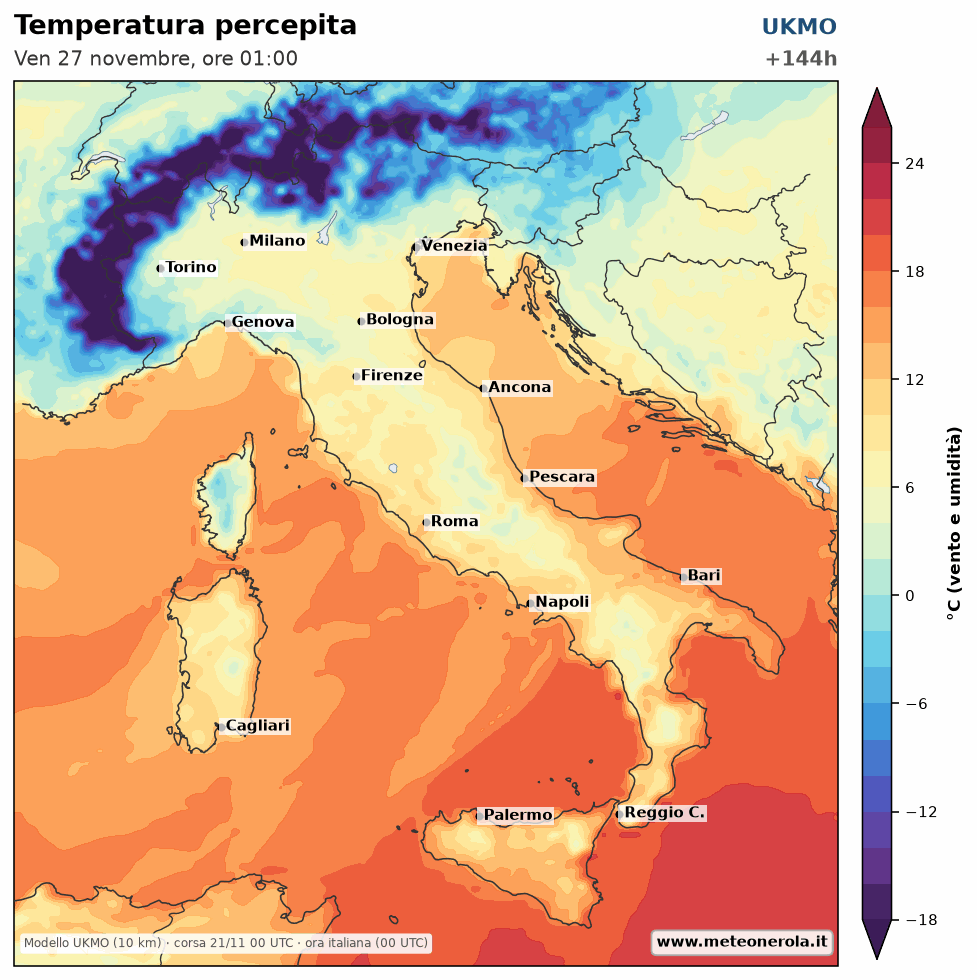 Temperatura percepita
UKMO
Ven 27 novembre, ore 01:00
+144h
Milano
Venezia
Torino
Genova
Bologna
Firenze
Ancona
Pescara
Roma
Bari
Napoli
Cagliari
Palermo
Reggio C.
24
18
12
6
0
−6
−12
−18
°C (vento e umidità)
Modello UKMO (10 km) · corsa 21/11 00 UTC · ora italiana (00 UTC)
www.meteonerola.it